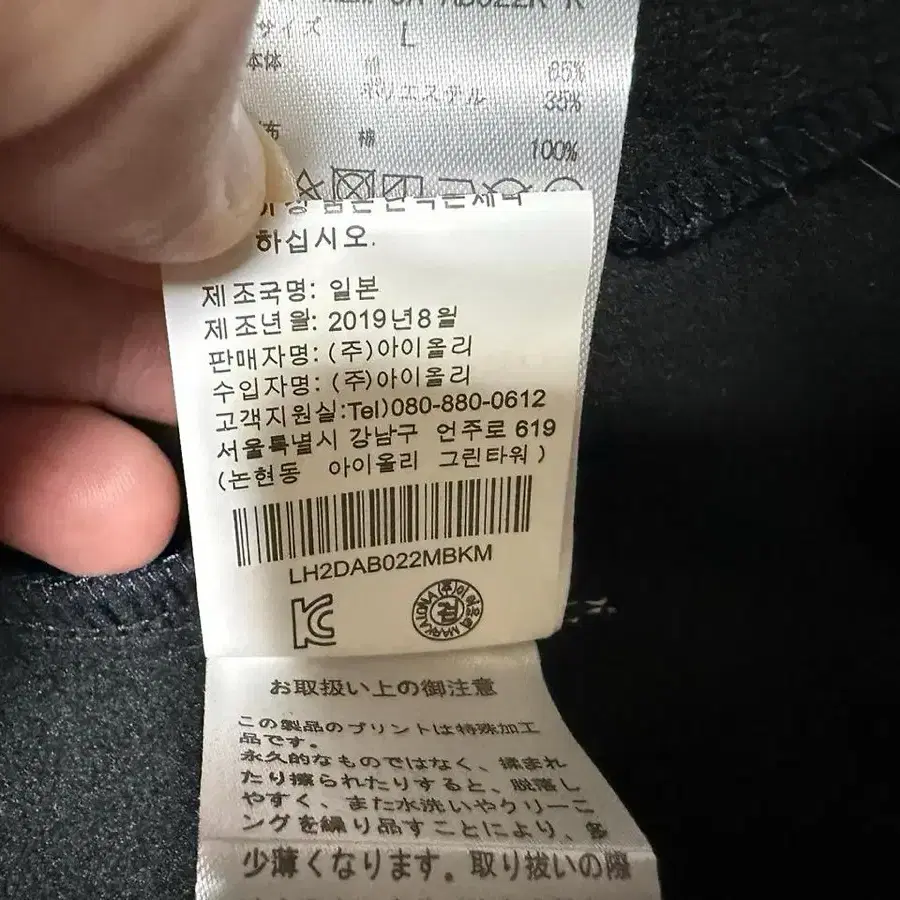 サイズ L
本体 綿 65%
ポリエステル 35%
布 綿 100%
하십시오.
제조국명: 일본
제조년월: 2019년8월
판매자명: (주)아이올리
수입자명: (주)아이올리
고객지원실:Tel)080-880-0612
서울특별시 강남구 언주로 619
(논현동 아이올리 그린타워)
LH2DAB022MBKM
お取扱い上の御注意
この製品のプリントは特殊加工
品です。
永久的なものではなく、揉まれ
たり擦られたりすると、脱落し
やすく、また水洗いやクリーニ
ングを繰り品すことにより、多
少薄くなります。取り扱いの際